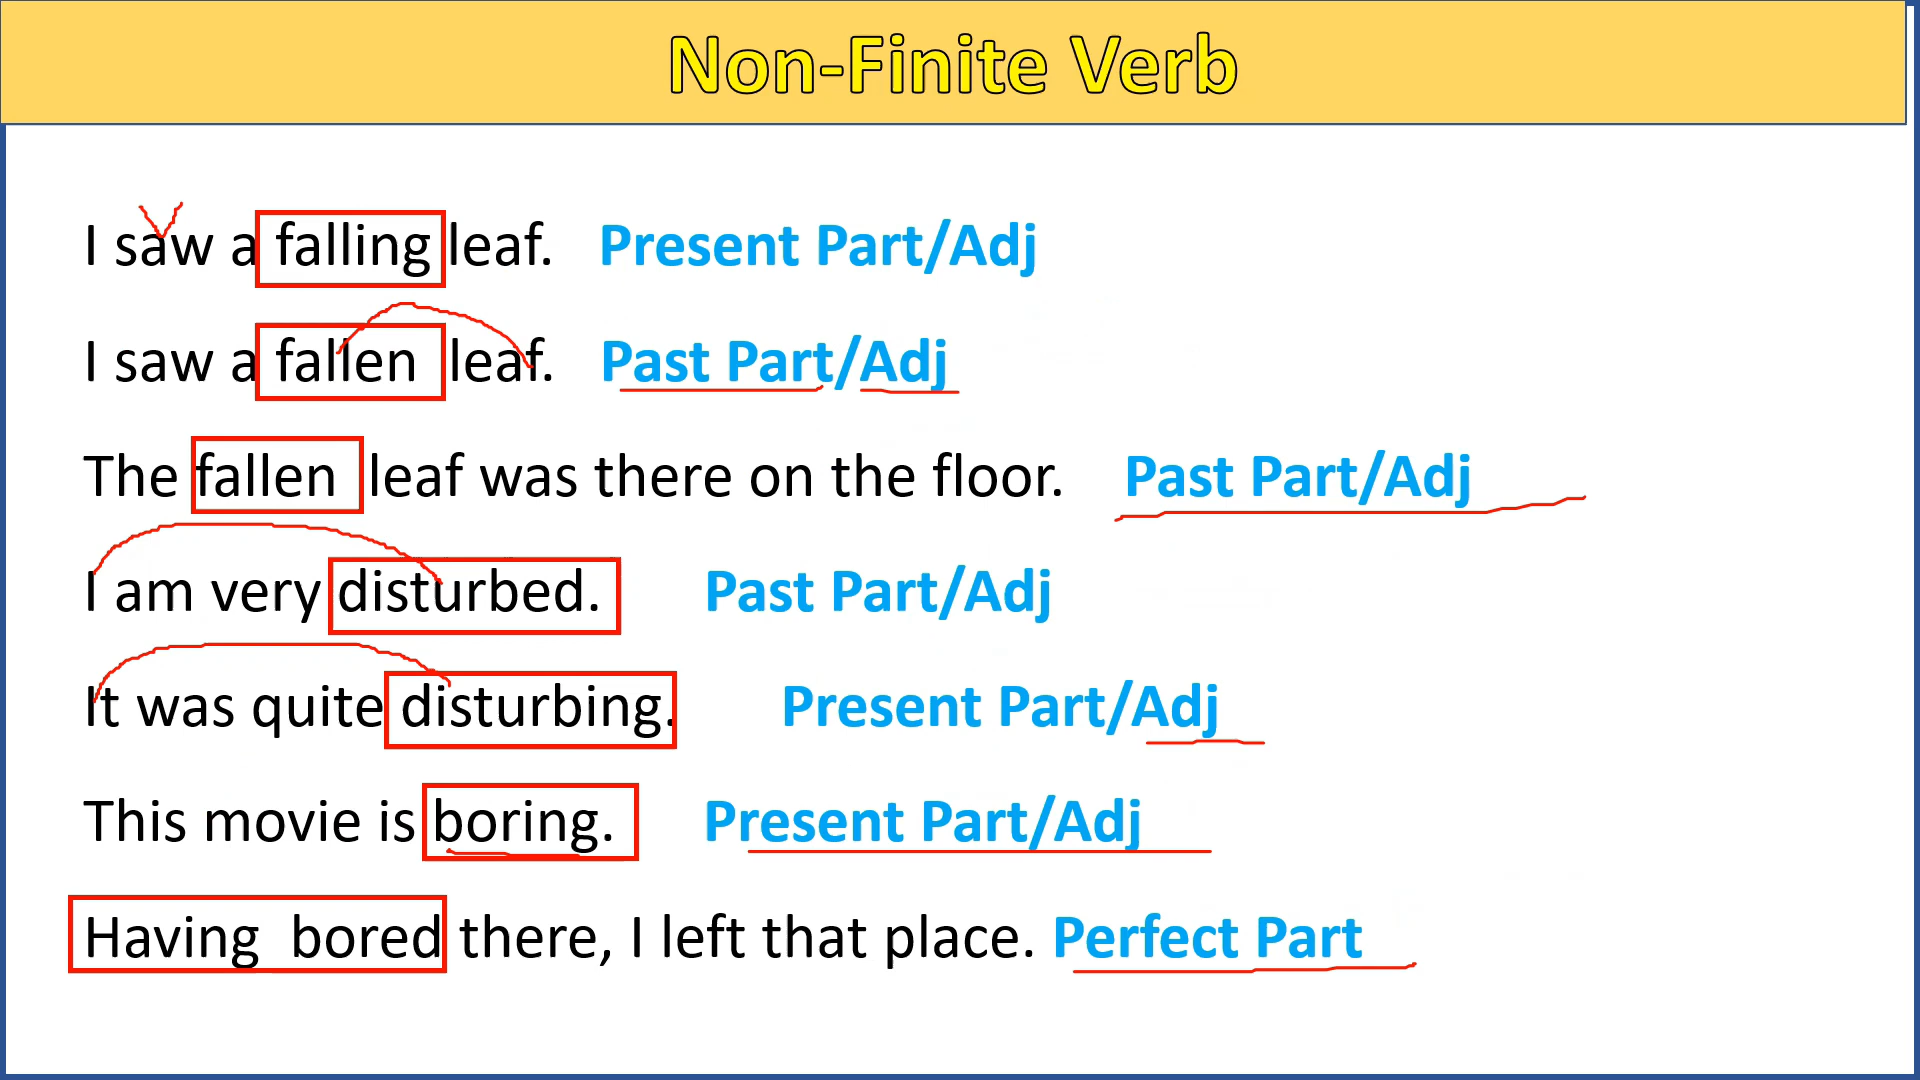 Non-Finite Verb
I saw a falling leaf. Present Part/Adj
I saw a fallen leaf. Past Part/Adj
The fallen leaf was there on the floor. Past Part/Adj
I am very disturbed. Past Part/Adj
It was quite disturbing. Present Part/Adj
This movie is boring. Present Part/Adj
Having bored there, I left that place. Perfect Part